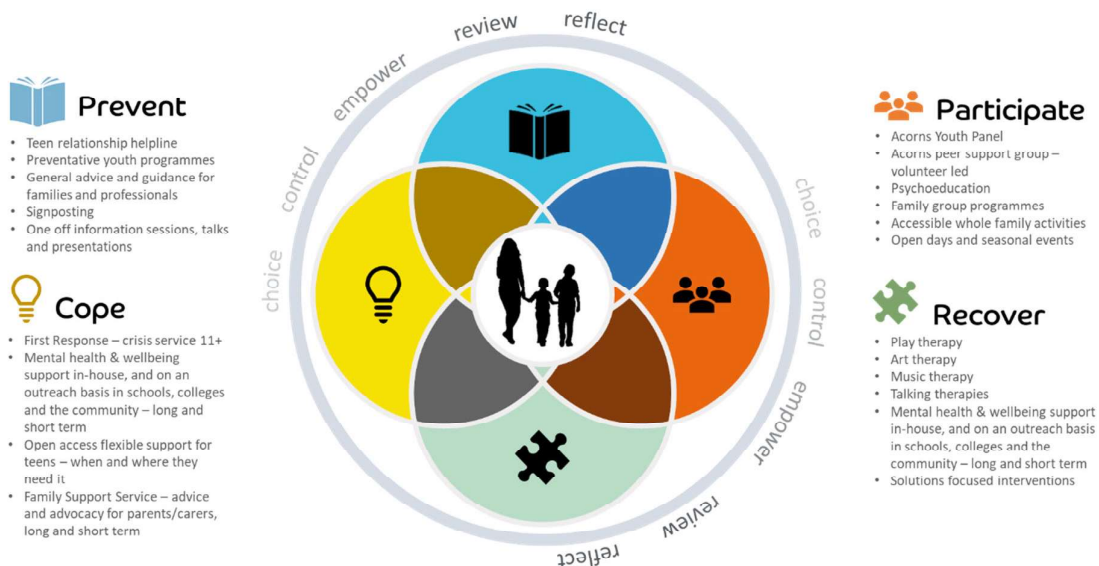 Prevent
• Teen relationship helpline
• Preventative youth programmes
• General advice and guidance for
families and professionals
• Signposting
• One off information sessions, talks
and presentations
Cope
• First Response – crisis service 11+
• Mental health & wellbeing
support in-house, and on an
outreach basis in schools, colleges
and the community – long and
short term
• Open access flexible support for
teens – when and where they
need it
• Family Support Service – advice
and advocacy for parents/carers,
long and short term
choice
control
empower
review
reflect
choice
control
empower
review
reflect
Participate
• Acorns Youth Panel
• Acorns peer support group –
volunteer led
• Psychoeducation
• Family group programmes
• Accessible whole family activities
• Open days and seasonal events
Recover
• Play therapy
• Art therapy
• Music therapy
• Talking therapies
• Mental health & wellbeing support
in-house, and on an outreach basis
in schools, colleges and the
community – long and short term
• Solutions focused interventions